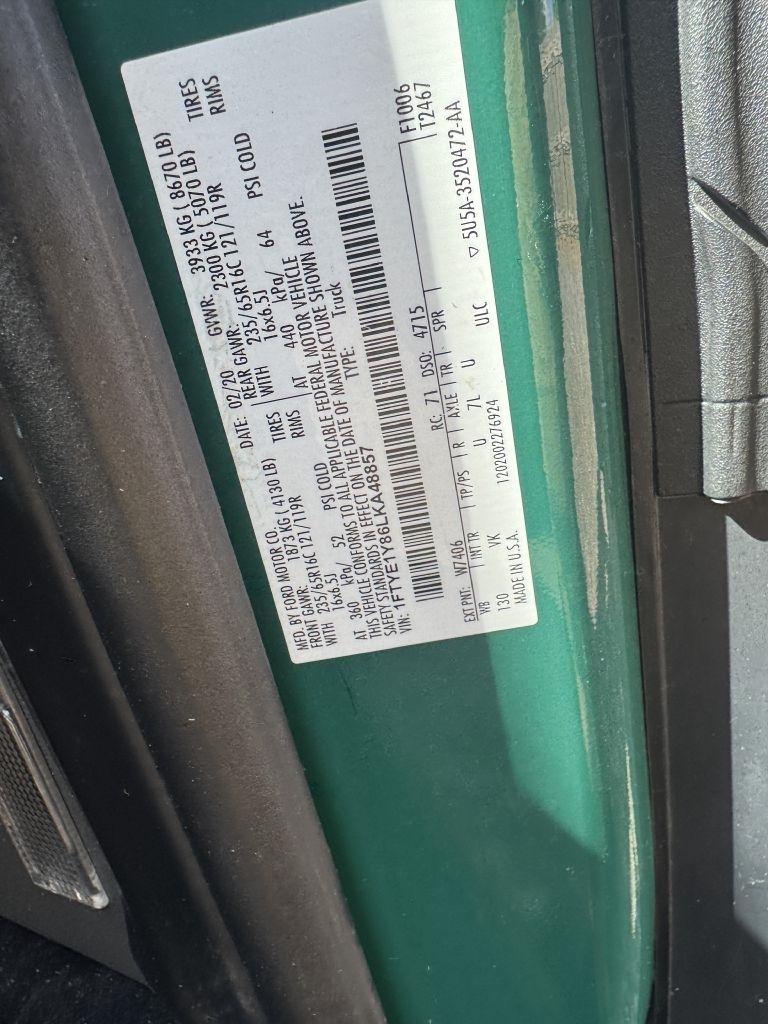 MFD. BY FORD MOTOR CO. DATE: 02/20 GVWR: 3933 KG ( 8670 LB)
FRONT GAWR: 1873 KG ( 4130 LB) REAR GAWR: 2300 KG ( 5070 LB)
WITH 235/65R16C 121/119R TIRES WITH 235/65R16C 121/119R TIRES
16x6.5J RIMS 16x6.5J RIMS
AT 360 kPa/ 52 PSI COLD AT 440 kPa/ 64 PSI COLD
THIS VEHICLE CONFORMS TO ALL APPLICABLE FEDERAL MOTOR VEHICLE
SAFETY STANDARDS IN EFFECT ON THE DATE OF MANUFACTURE SHOWN ABOVE.
VIN: 1FTYE1Y86LKA48857 TYPE: Truck
F1006
T2467
EXT PNT: W7406 RC: 71 DSO: 4715
WB INT TR TP/PS R AXLE TR SPR
130 VK U 7L U ULC
MADE IN U.S.A. 1202002276924 ▽ 5U5A-3520472-AA